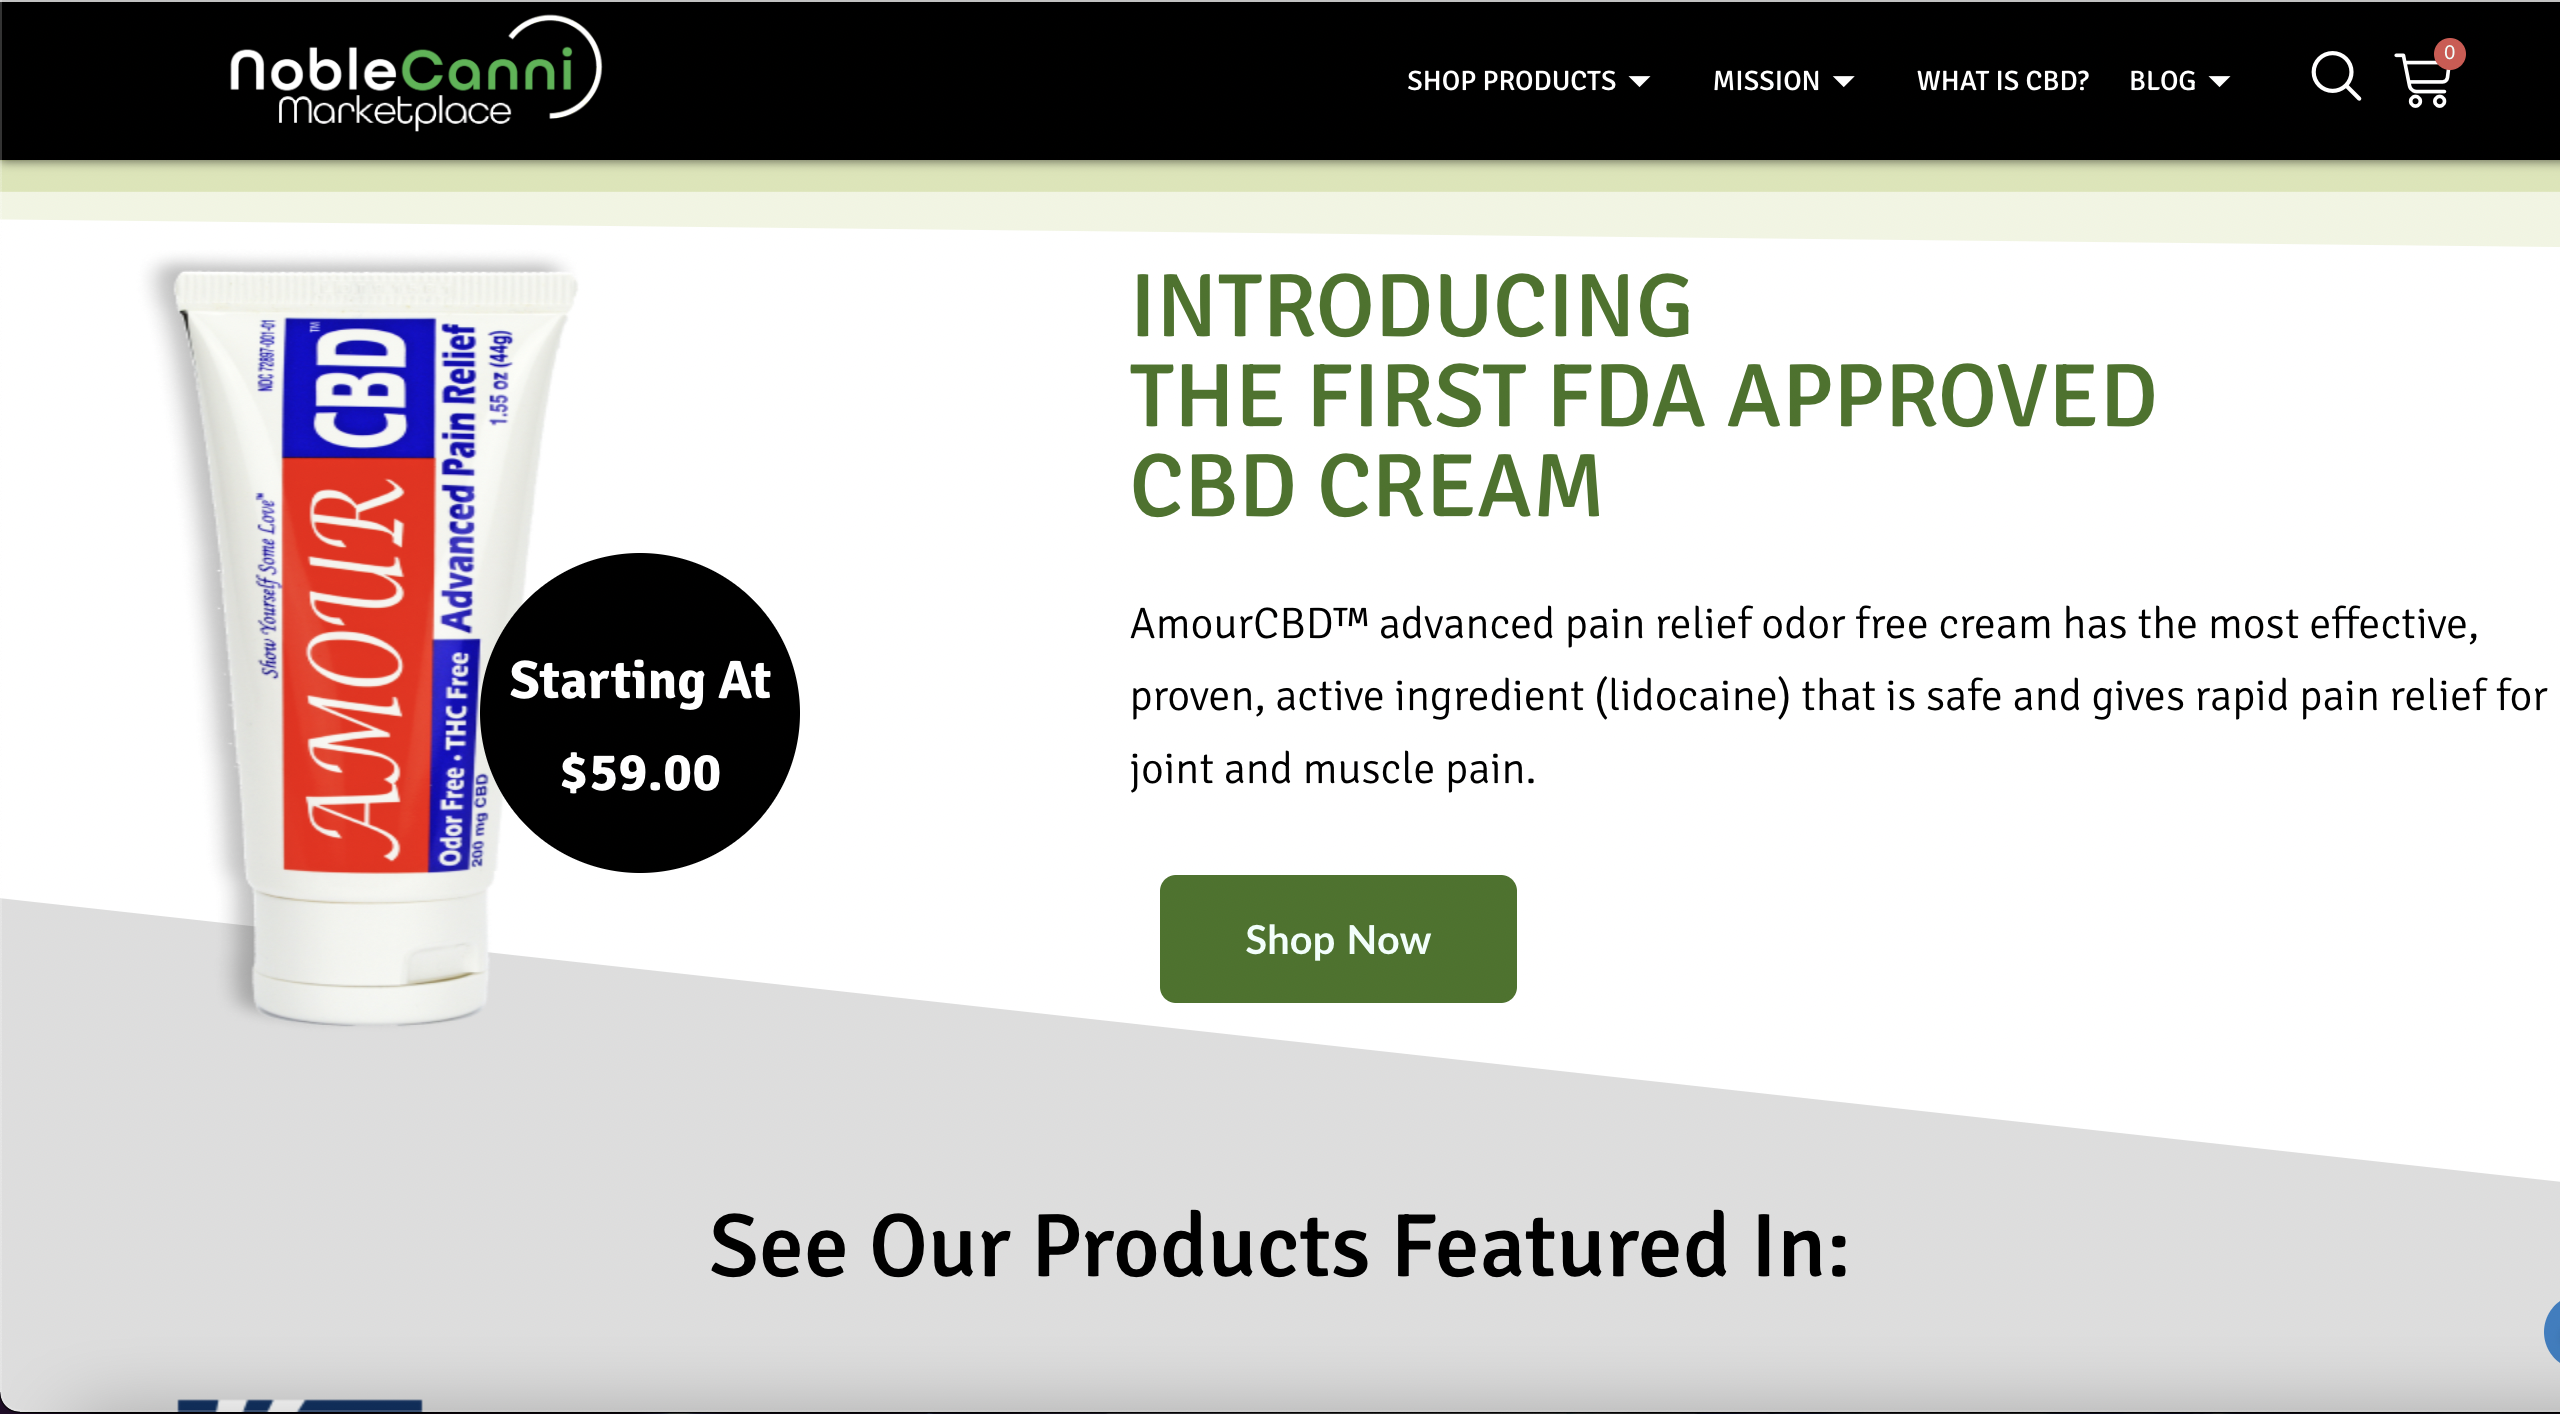 NobleCanni
Marketplace
SHOP PRODUCTS
MISSION
WHAT IS CBD?
BLOG
0
INTRODUCING
THE FIRST FDA APPROVED
CBD CREAM
AmourCBD™ advanced pain relief odor free cream has the most effective,
proven, active ingredient (lidocaine) that is safe and gives rapid pain relief for
joint and muscle pain.
Shop Now
NDC 72897-001-01
Show Yourself Some Love™
AMOUR CBD™
Odor Free • THC Free Advanced Pain Relief
200 mg CBD
1.55 oz (44g)
Starting At
$59.00
See Our Products Featured In: